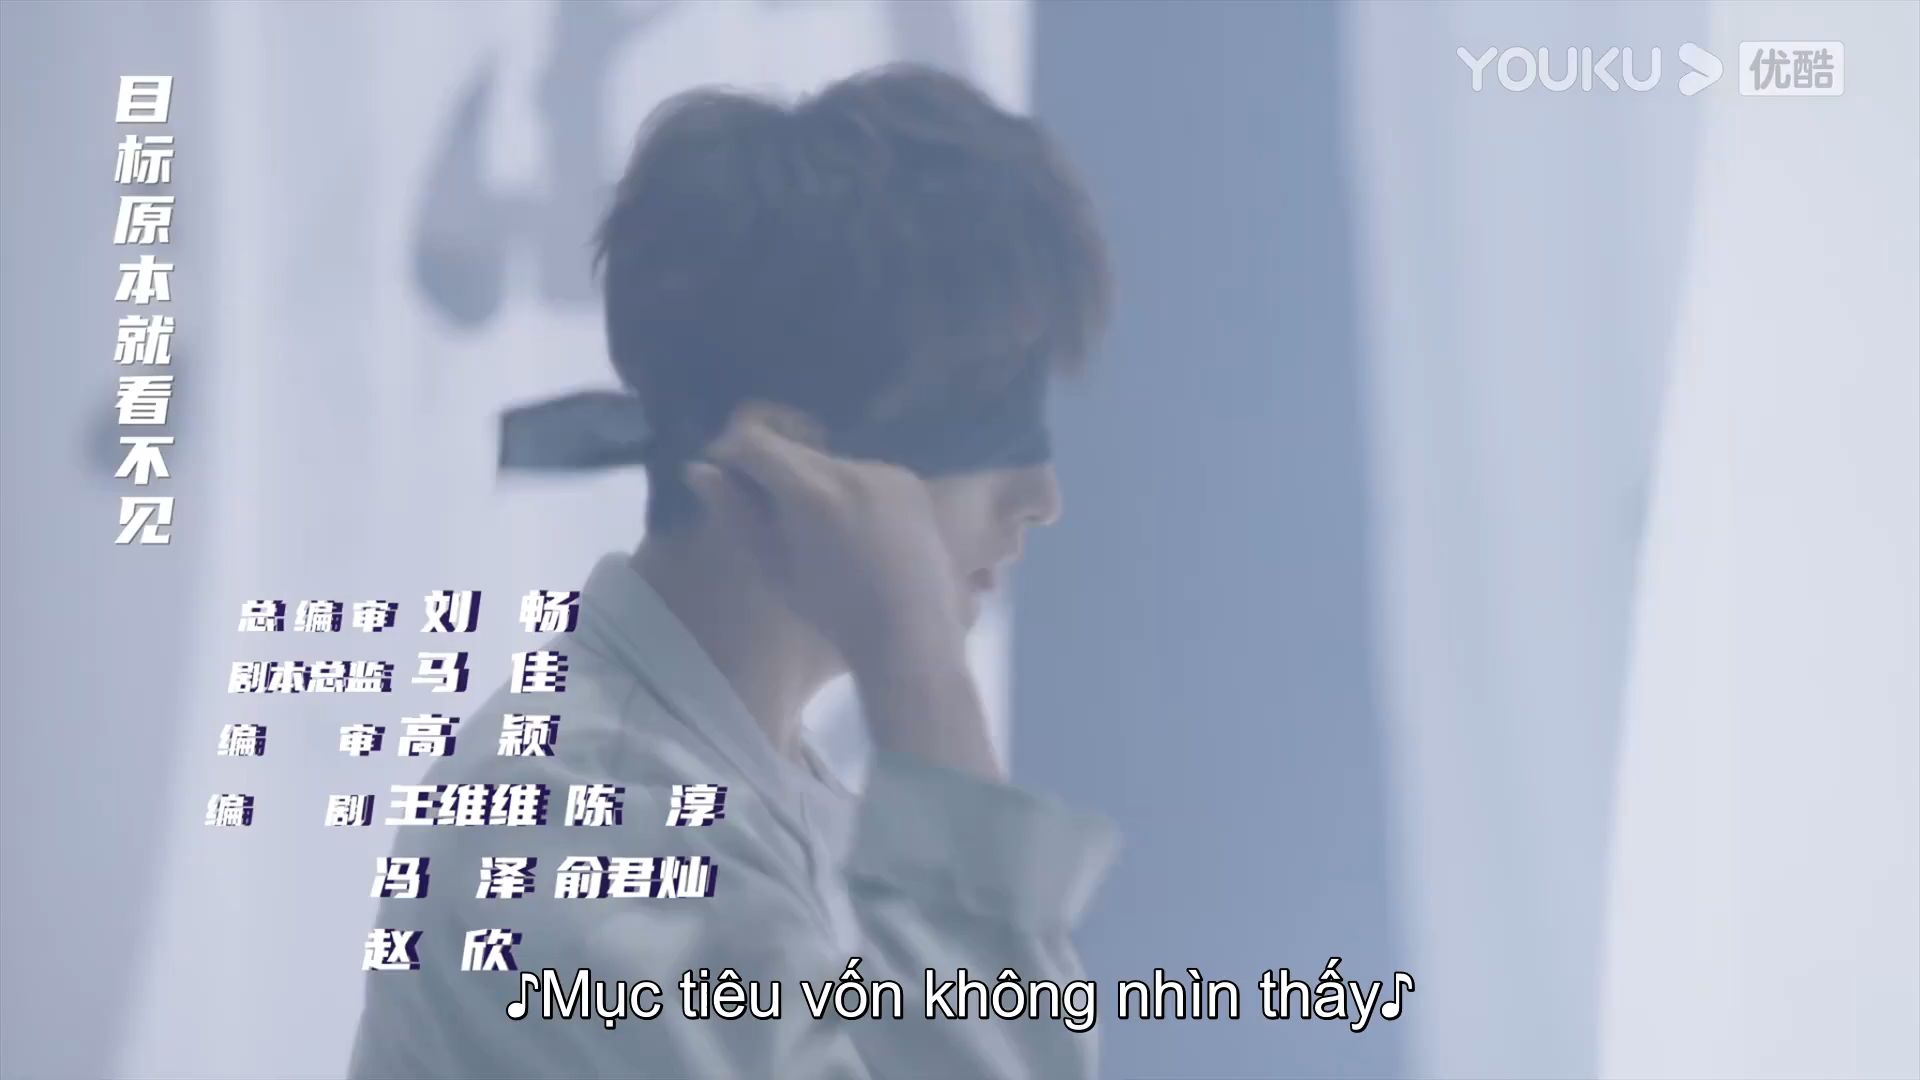 YOUKU 优酷
目标原本就看不见
总编审 刘 畅
剧本总监 马 佳
编 审 高 颖
编 剧 王维维 陈 淳
冯 泽 俞君灿
赵 欣
♪Mục tiêu vốn không nhìn thấy♪